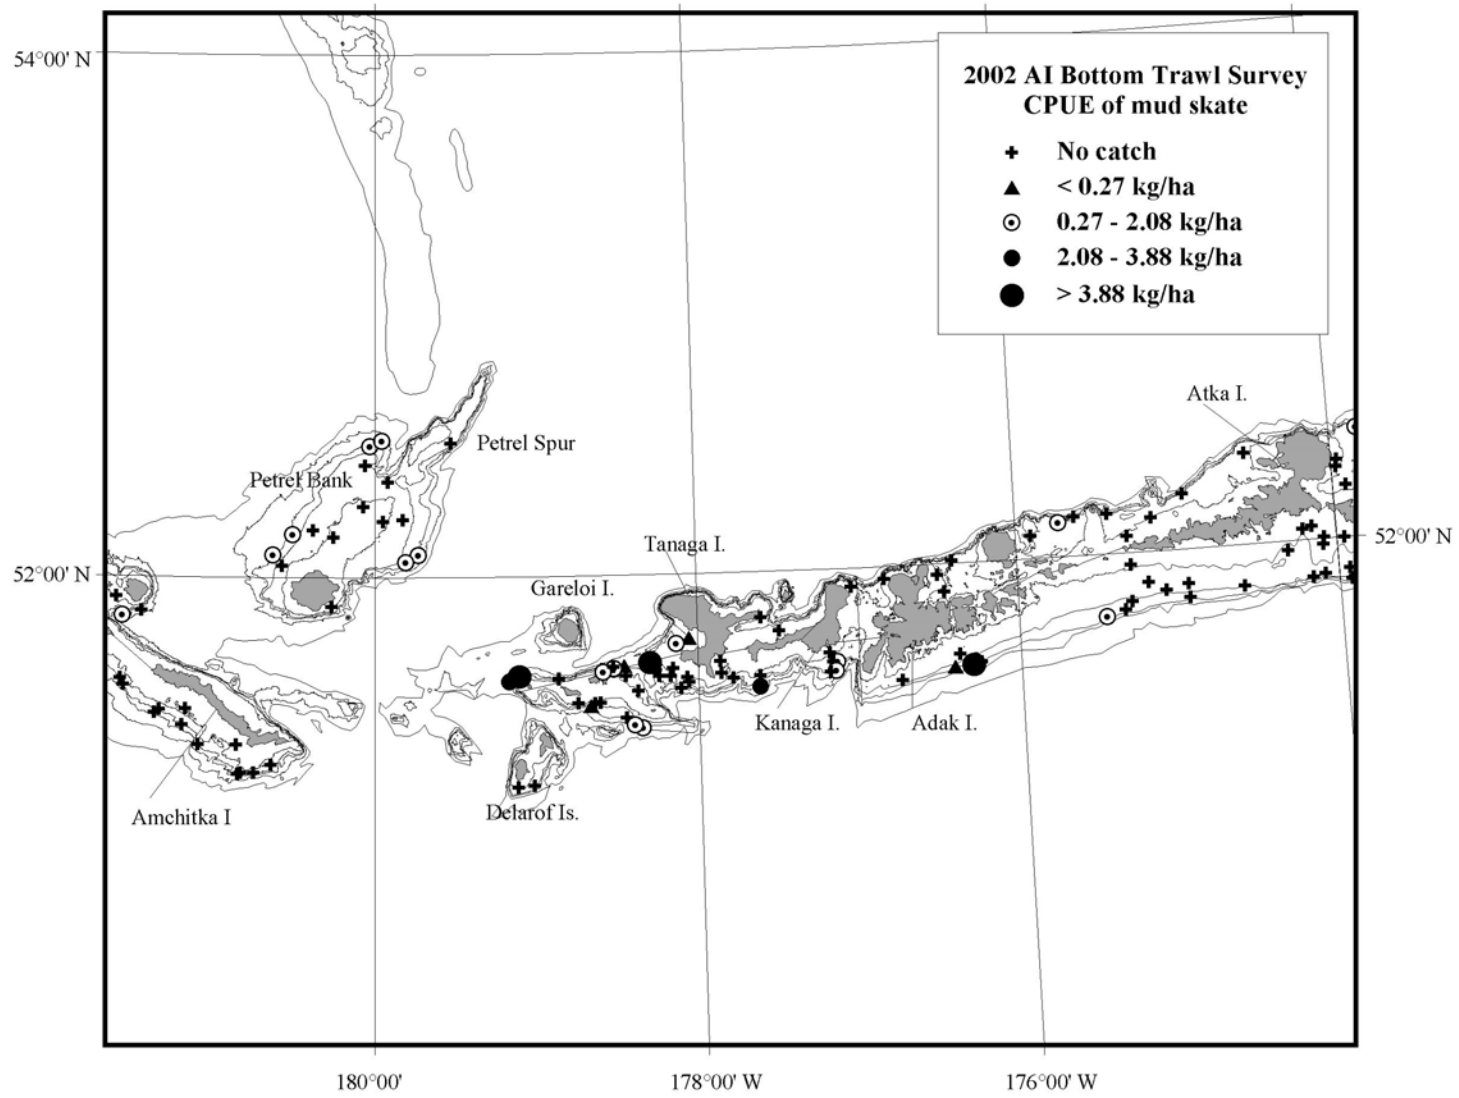 54°00' N
2002 AI Bottom Trawl Survey
CPUE of mud skate
No catch
< 0.27 kg/ha
0.27 - 2.08 kg/ha
2.08 - 3.88 kg/ha
> 3.88 kg/ha
Atka I.
Petrel Spur
Petrel Bank
52°00' N
Tanaga I.
52°00' N
Gareloi I.
Kanaga I.
Adak I.
Amchitka I
Delarof Is.
180°00'
178°00' W
176°00' W